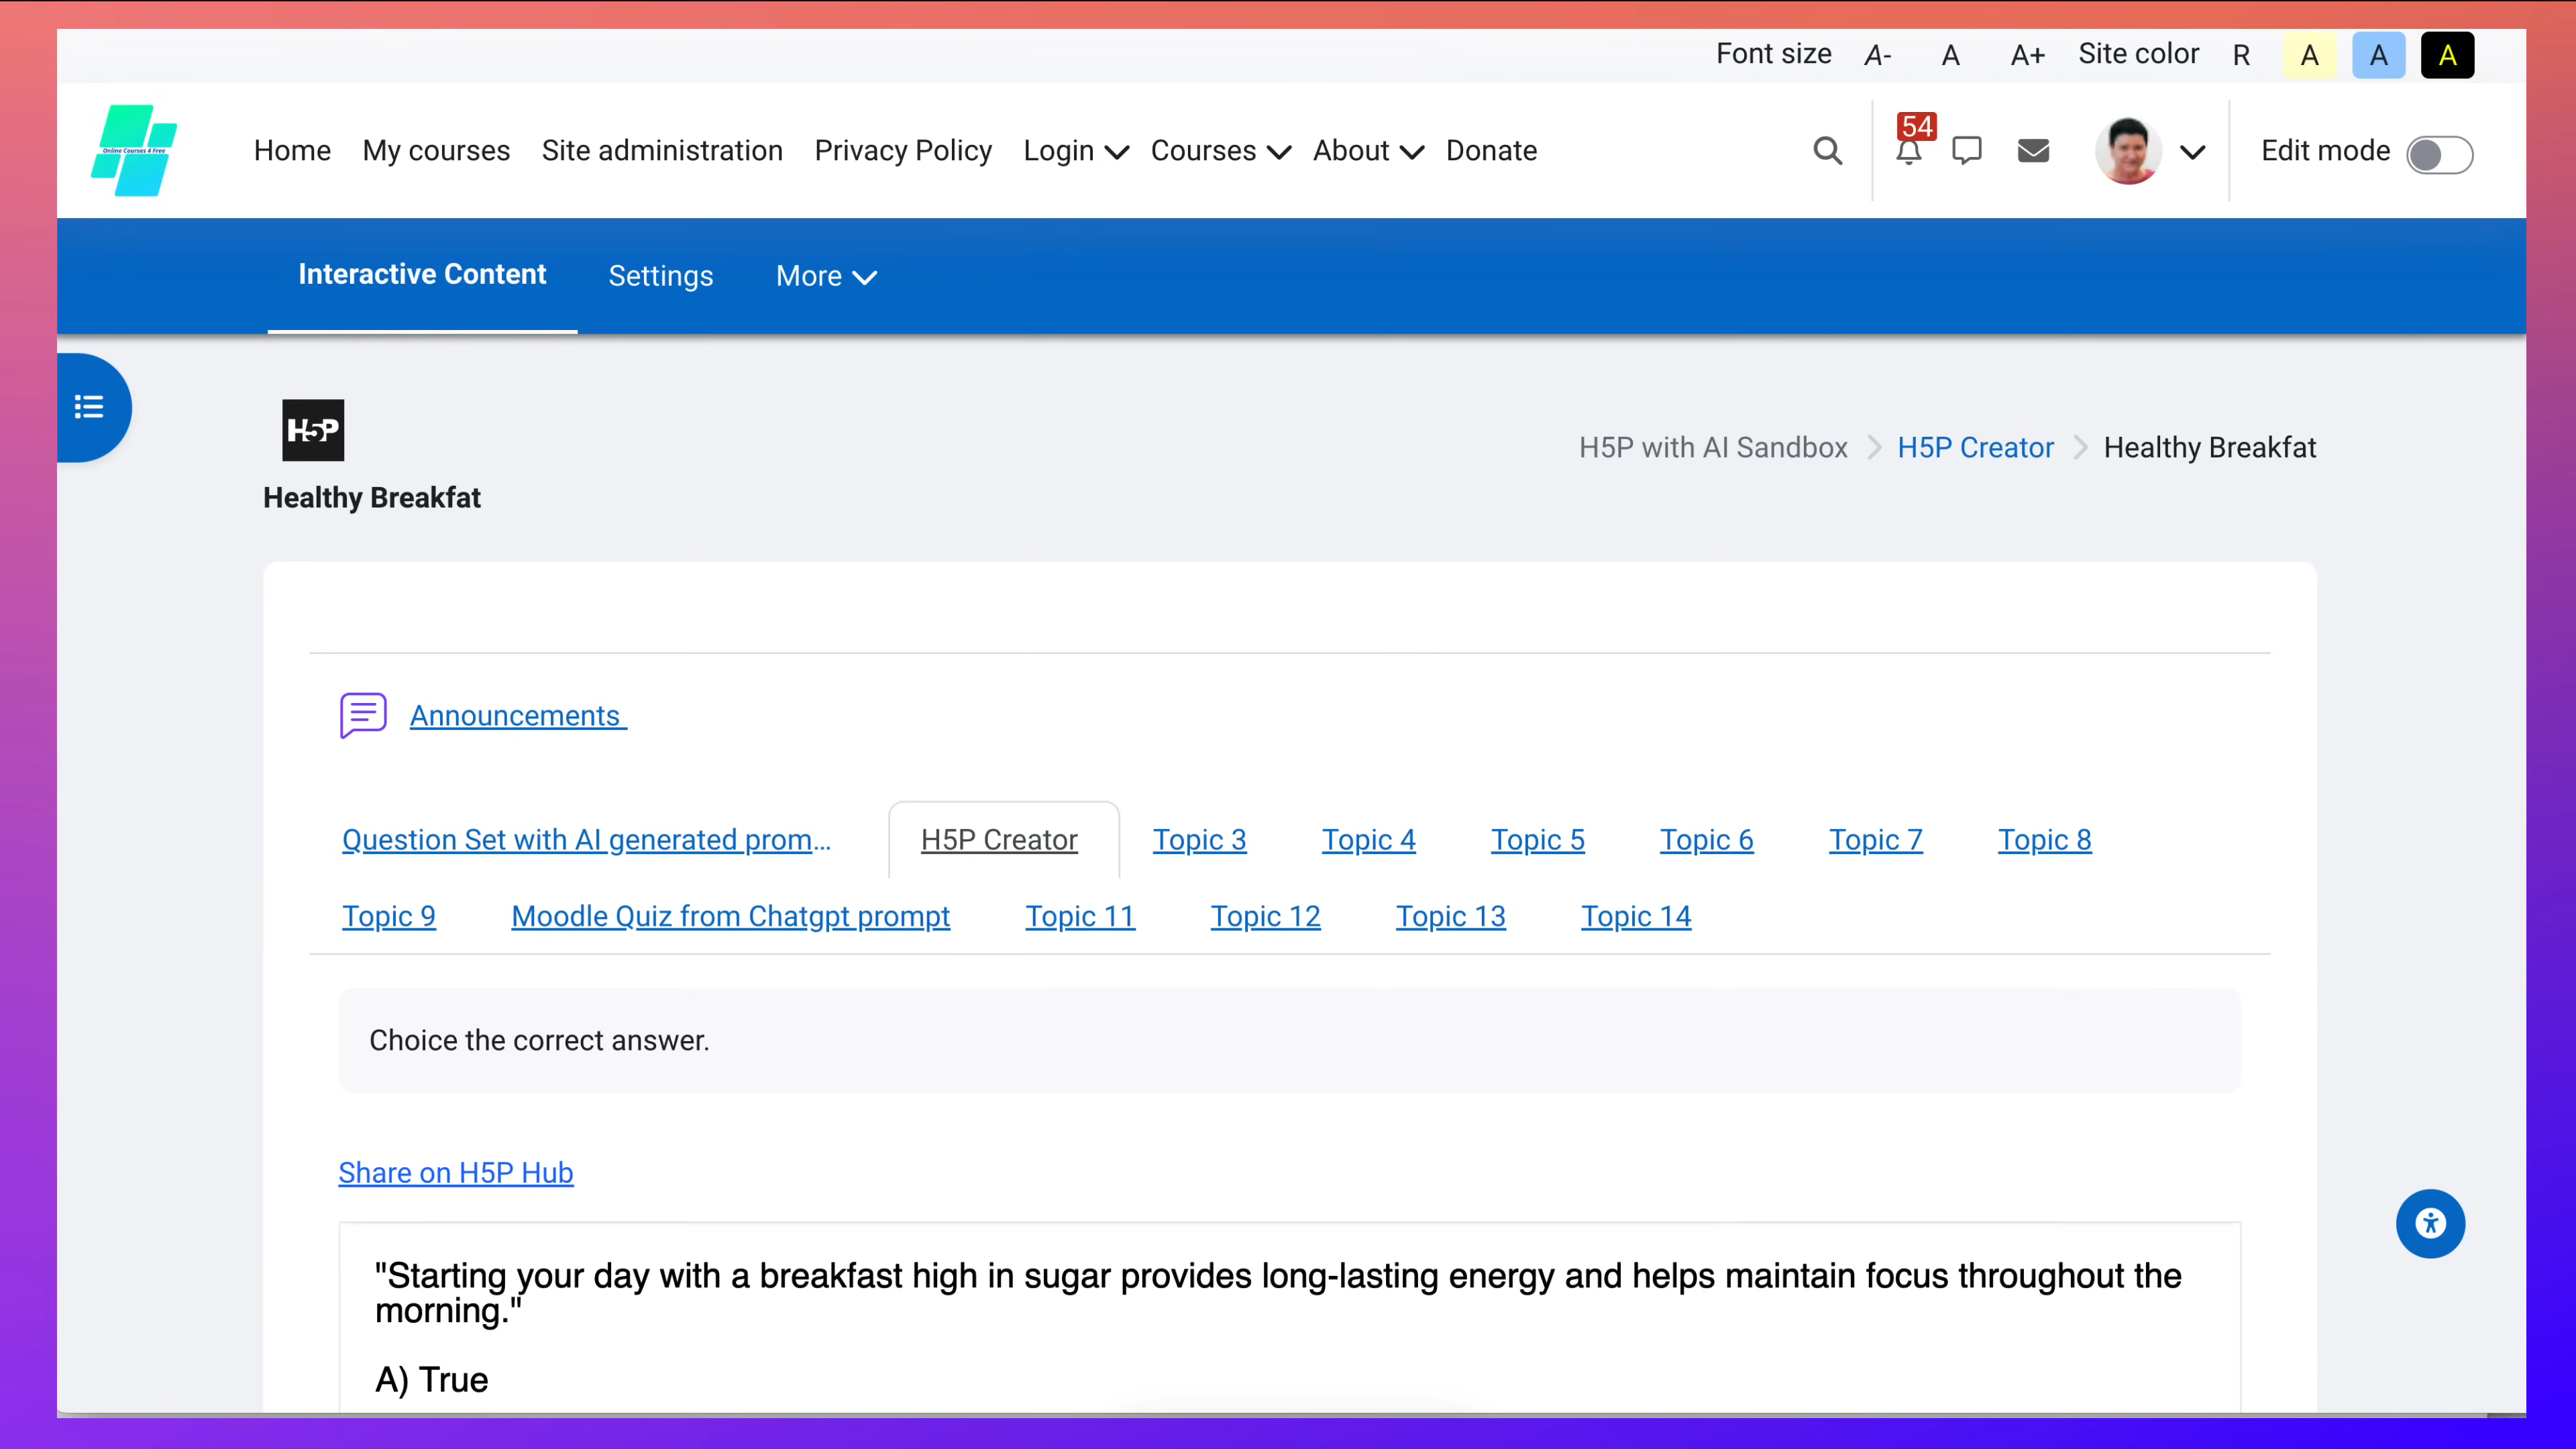 Font size A- A A+ Site color R A A A
Online Courses 4 Free
Home My courses Site administration Privacy Policy Login Courses About Donate
54
Edit mode
Interactive Content Settings More
H5P
H5P with AI Sandbox H5P Creator Healthy Breakfat
Healthy Breakfat
Announcements
Question Set with AI generated prom... H5P Creator Topic 3 Topic 4 Topic 5 Topic 6 Topic 7 Topic 8
Topic 9 Moodle Quiz from Chatgpt prompt Topic 11 Topic 12 Topic 13 Topic 14
Choice the correct answer.
Share on H5P Hub
"Starting your day with a breakfast high in sugar provides long-lasting energy and helps maintain focus throughout the
morning."
A) True